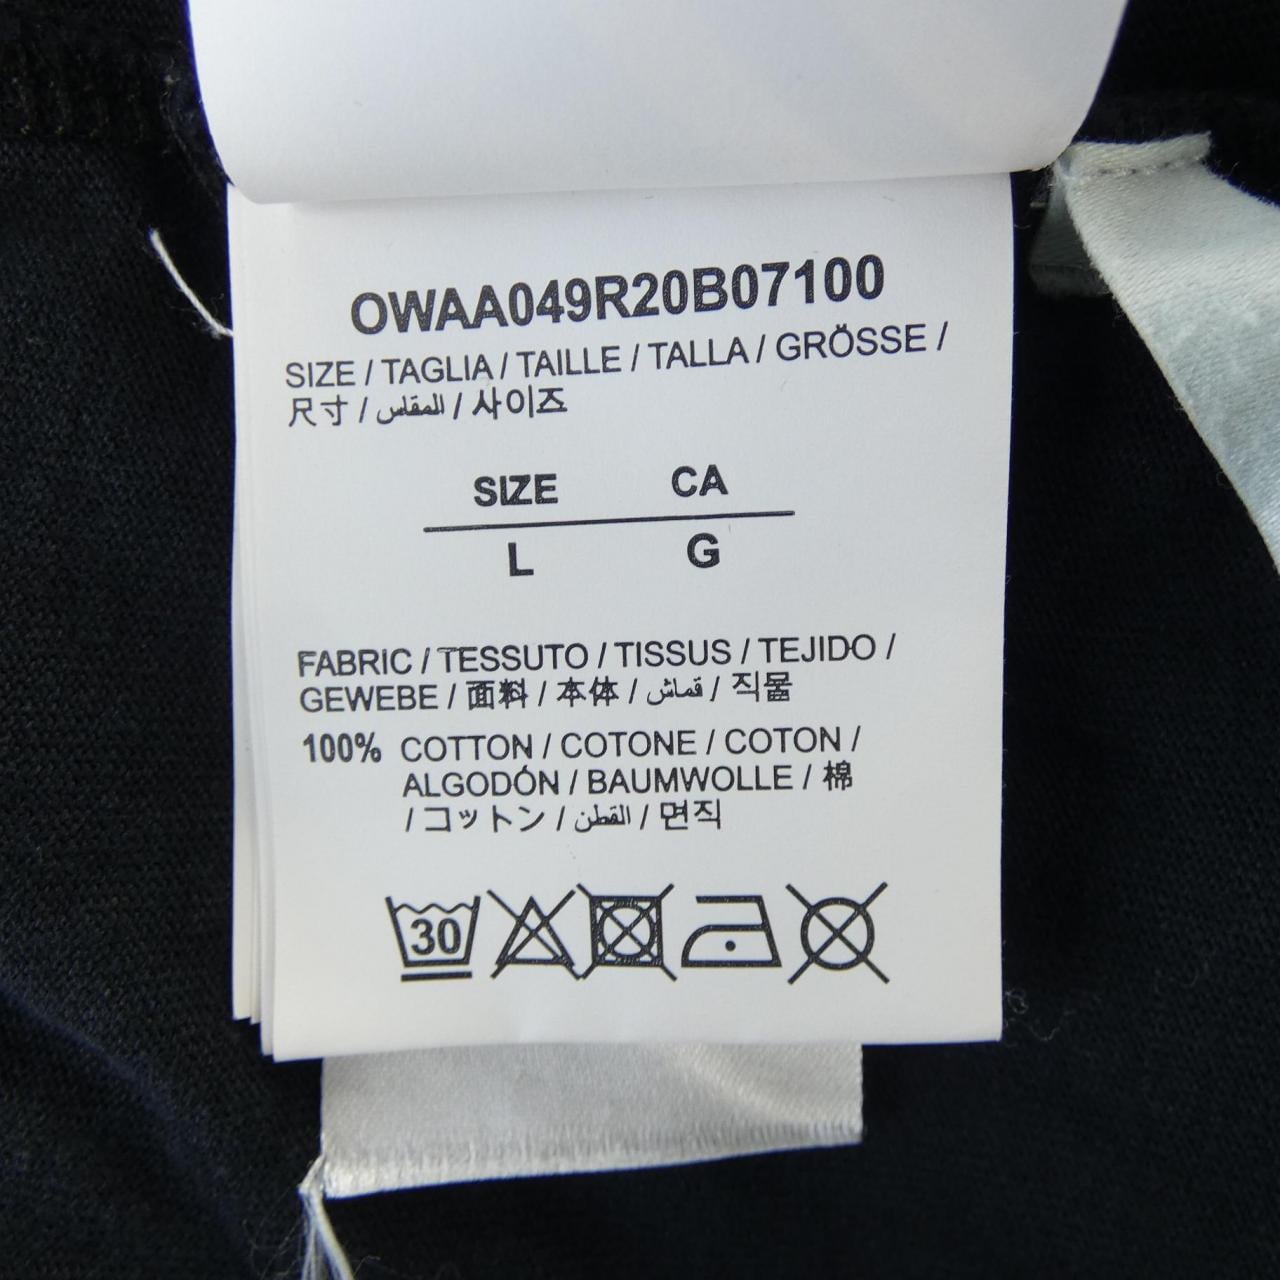 OWAA049R20B07100
SIZE / TAGLIA / TAILLE / TALLA / GRÖSSE /
尺寸 / المقاس / 사이즈
SIZE CA
L G
FABRIC / TESSUTO / TISSUS / TEJIDO /
GEWEBE / 面料 / 本体 / قماش / 직물
100% COTTON / COTONE / COTON /
ALGODÓN / BAUMWOLLE / 棉
/ コットン / القطن / 면직
30